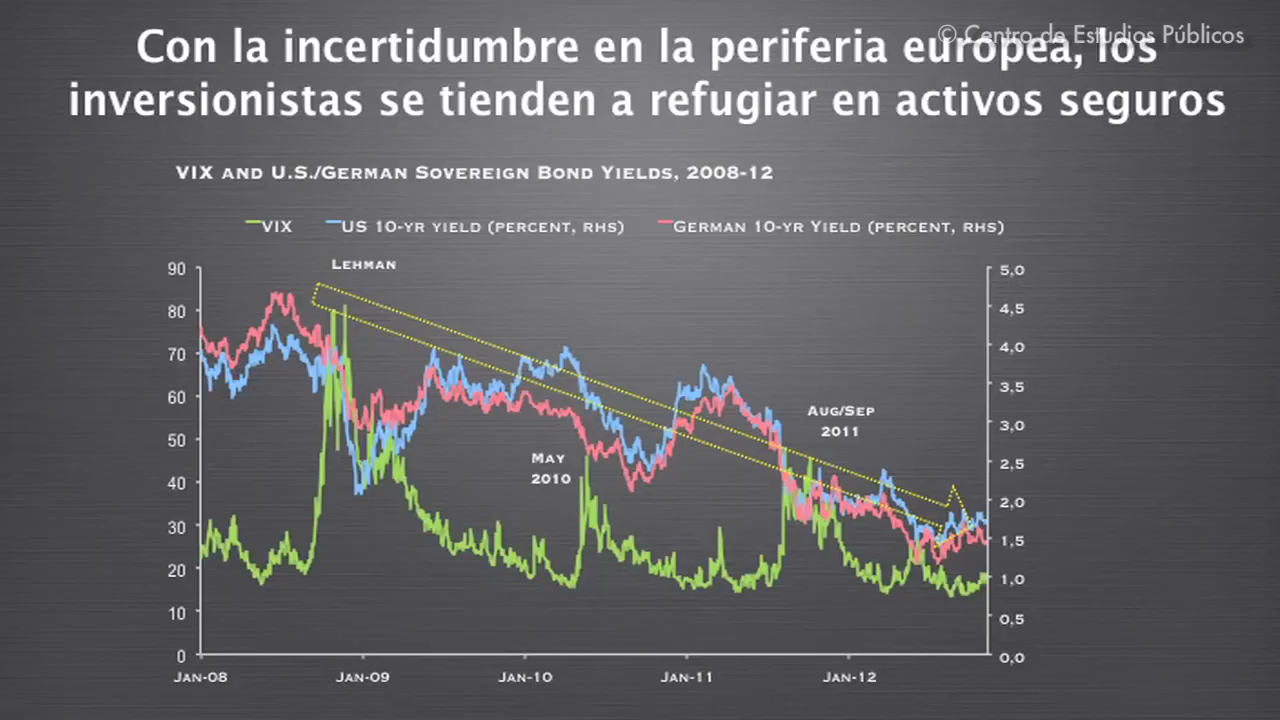 © Centro de Estudios Públicos
Con la incertidumbre en la periferia europea, los
inversionistas se tienden a refugiar en activos seguros
VIX and U.S./German Sovereign Bond Yields, 2008-12
VIX
US 10-yr yield (percent, rhs)
German 10-yr Yield (percent, rhs)
Lehman
90
80
70
60
50
40
30
20
10
0
5,0
4,5
4,0
3,5
3,0
2,5
2,0
1,5
1,0
0,5
0,0
Aug/Sep
2011
May
2010
Jan-08
Jan-09
Jan-10
Jan-11
Jan-12